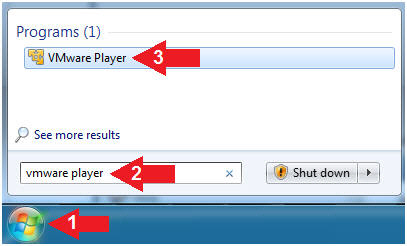 Programs (1)
VMware Player 3
See more results
vmware player 2 × Shut down
1